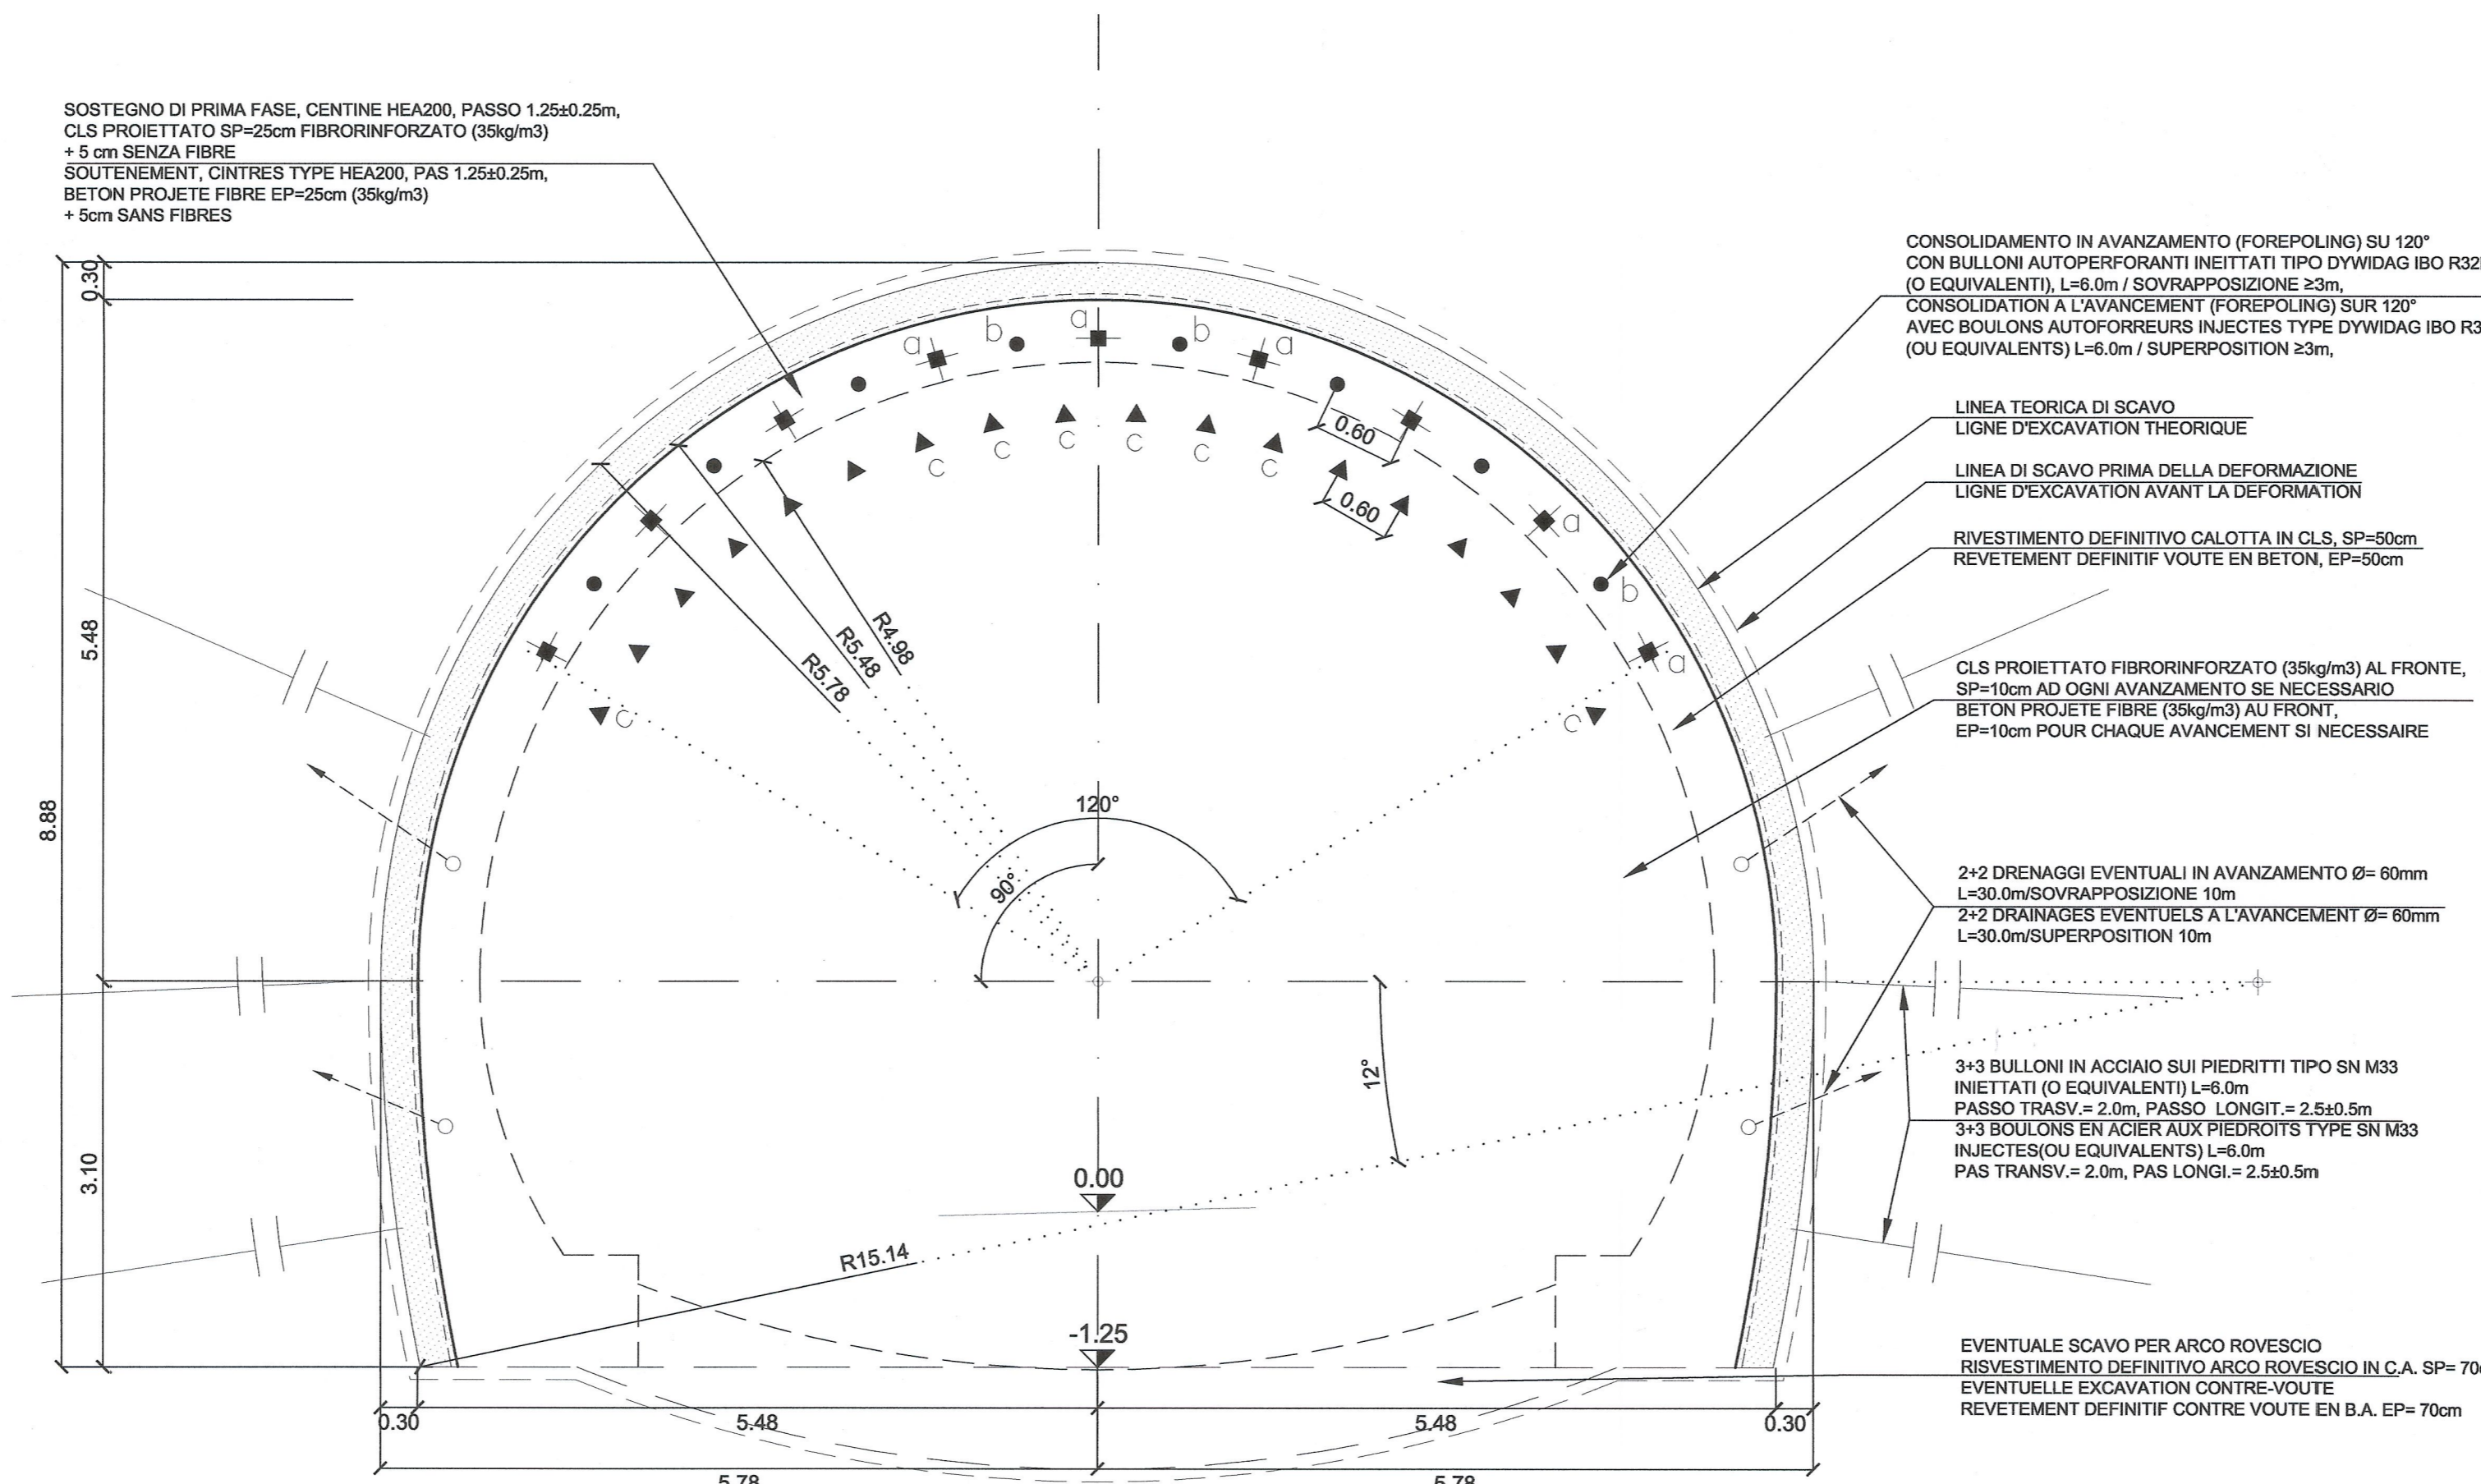 SOSTEGNO DI PRIMA FASE, CENTINE HEA200, PASSO 1.25±0.25m,
CLS PROIETTATO SP=25cm FIBRORINFORZATO (35kg/m3)
+ 5 cm SENZA FIBRE
SOUTENEMENT, CINTRES TYPE HEA200, PAS 1.25±0.25m,
BETON PROJETE FIBRE EP=25cm (35kg/m3)
+ 5cm SANS FIBRES
CONSOLIDAMENTO IN AVANZAMENTO (FOREPOLING) SU 120°
CON BULLONI AUTOPERFORANTI INEITTATI TIPO DYWIDAG IBO R32
(O EQUIVALENTI), L=6.0m / SOVRAPPOSIZIONE ≥3m,
CONSOLIDATION A L'AVANCEMENT (FOREPOLING) SUR 120°
AVEC BOULONS AUTOFORREURS INJECTES TYPE DYWIDAG IBO R3
(OU EQUIVALENTS) L=6.0m / SUPERPOSITION ≥3m,
LINEA TEORICA DI SCAVO
LIGNE D'EXCAVATION THEORIQUE
LINEA DI SCAVO PRIMA DELLA DEFORMAZIONE
LIGNE D'EXCAVATION AVANT LA DEFORMATION
RIVESTIMENTO DEFINITIVO CALOTTA IN CLS, SP=50cm
REVETEMENT DEFINITIF VOUTE EN BETON, EP=50cm
CLS PROIETTATO FIBRORINFORZATO (35kg/m3) AL FRONTE,
SP=10cm AD OGNI AVANZAMENTO SE NECESSARIO
BETON PROJETE FIBRE (35kg/m3) AU FRONT,
EP=10cm POUR CHAQUE AVANCEMENT SI NECESSAIRE
2+2 DRENAGGI EVENTUALI IN AVANZAMENTO Ø= 60mm
L=30.0m/SOVRAPPOSIZIONE 10m
2+2 DRAINAGES EVENTUELS A L'AVANCEMENT Ø= 60mm
L=30.0m/SUPERPOSITION 10m
3+3 BULLONI IN ACCIAIO SUI PIEDRITTI TIPO SN M33
INIETTATI (O EQUIVALENTI) L=6.0m
PASSO TRASV.= 2.0m, PASSO LONGIT.= 2.5±0.5m
3+3 BOULONS EN ACIER AUX PIEDROITS TYPE SN M33
INJECTES(OU EQUIVALENTS) L=6.0m
PAS TRANSV.= 2.0m, PAS LONGI.= 2.5±0.5m
EVENTUALE SCAVO PER ARCO ROVESCIO
RISVESTIMENTO DEFINITIVO ARCO ROVESCIO IN C.A. SP= 70
EVENTUELLE EXCAVATION CONTRE-VOUTE
REVETEMENT DEFINITIF CONTRE VOUTE EN B.A. EP= 70cm
0.30
5.48
8.88
3.10
a
b
a
b
a
0.60
0.60
c
c
c
c
c
c
a
b
a
c
c
R4.98
R5.48
R5.78
120°
90°
12°
0.00
R15.14
-1.25
0.30
5.48
5.48
0.30
5.78
5.78